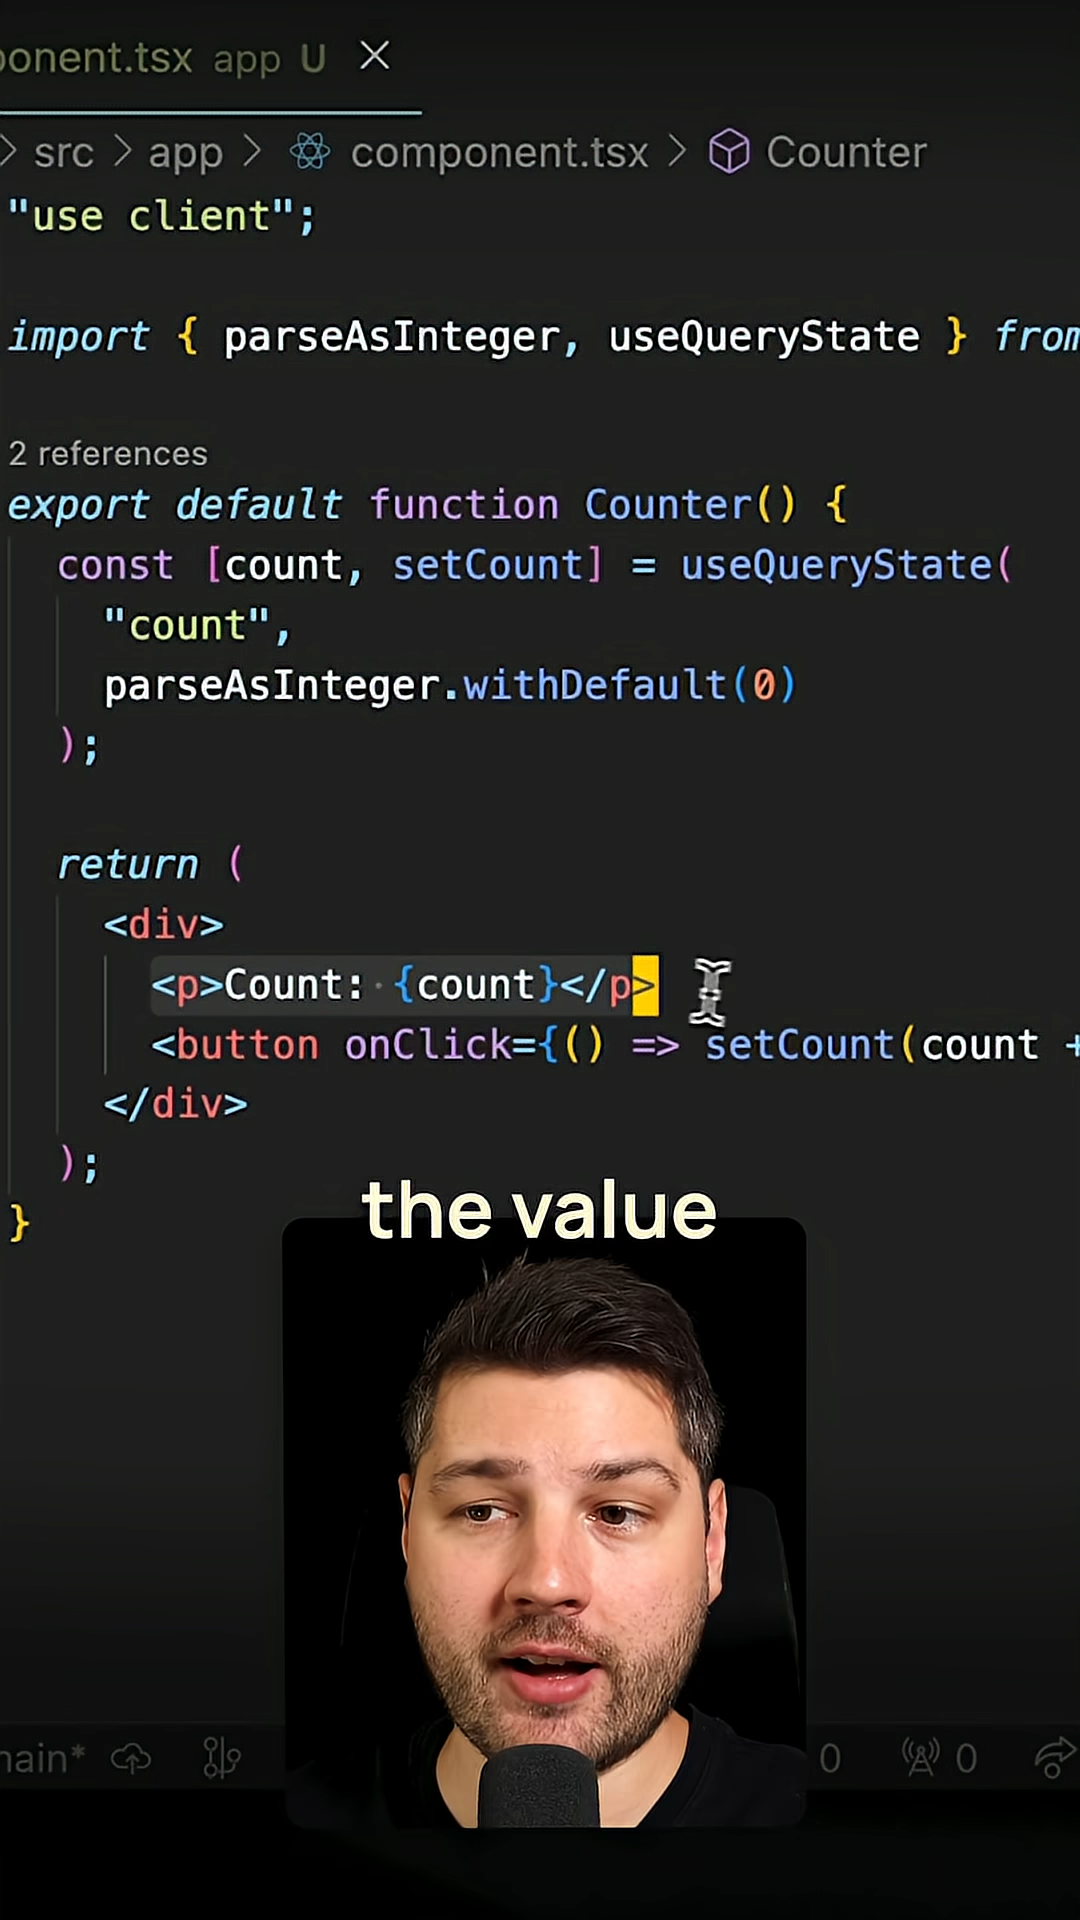 ponent.tsx app U
src > app > component.tsx > Counter
"use client";
import { parseAsInteger, useQueryState } from
2 references
export default function Counter() {
const [count, setCount] = useQueryState(
"count",
parseAsInteger.withDefault(0)
);
return (
<div>
<p>Count: {count}</p>
<button onClick={() => setCount(count +
</div>
);
}
the value
main* 0 0